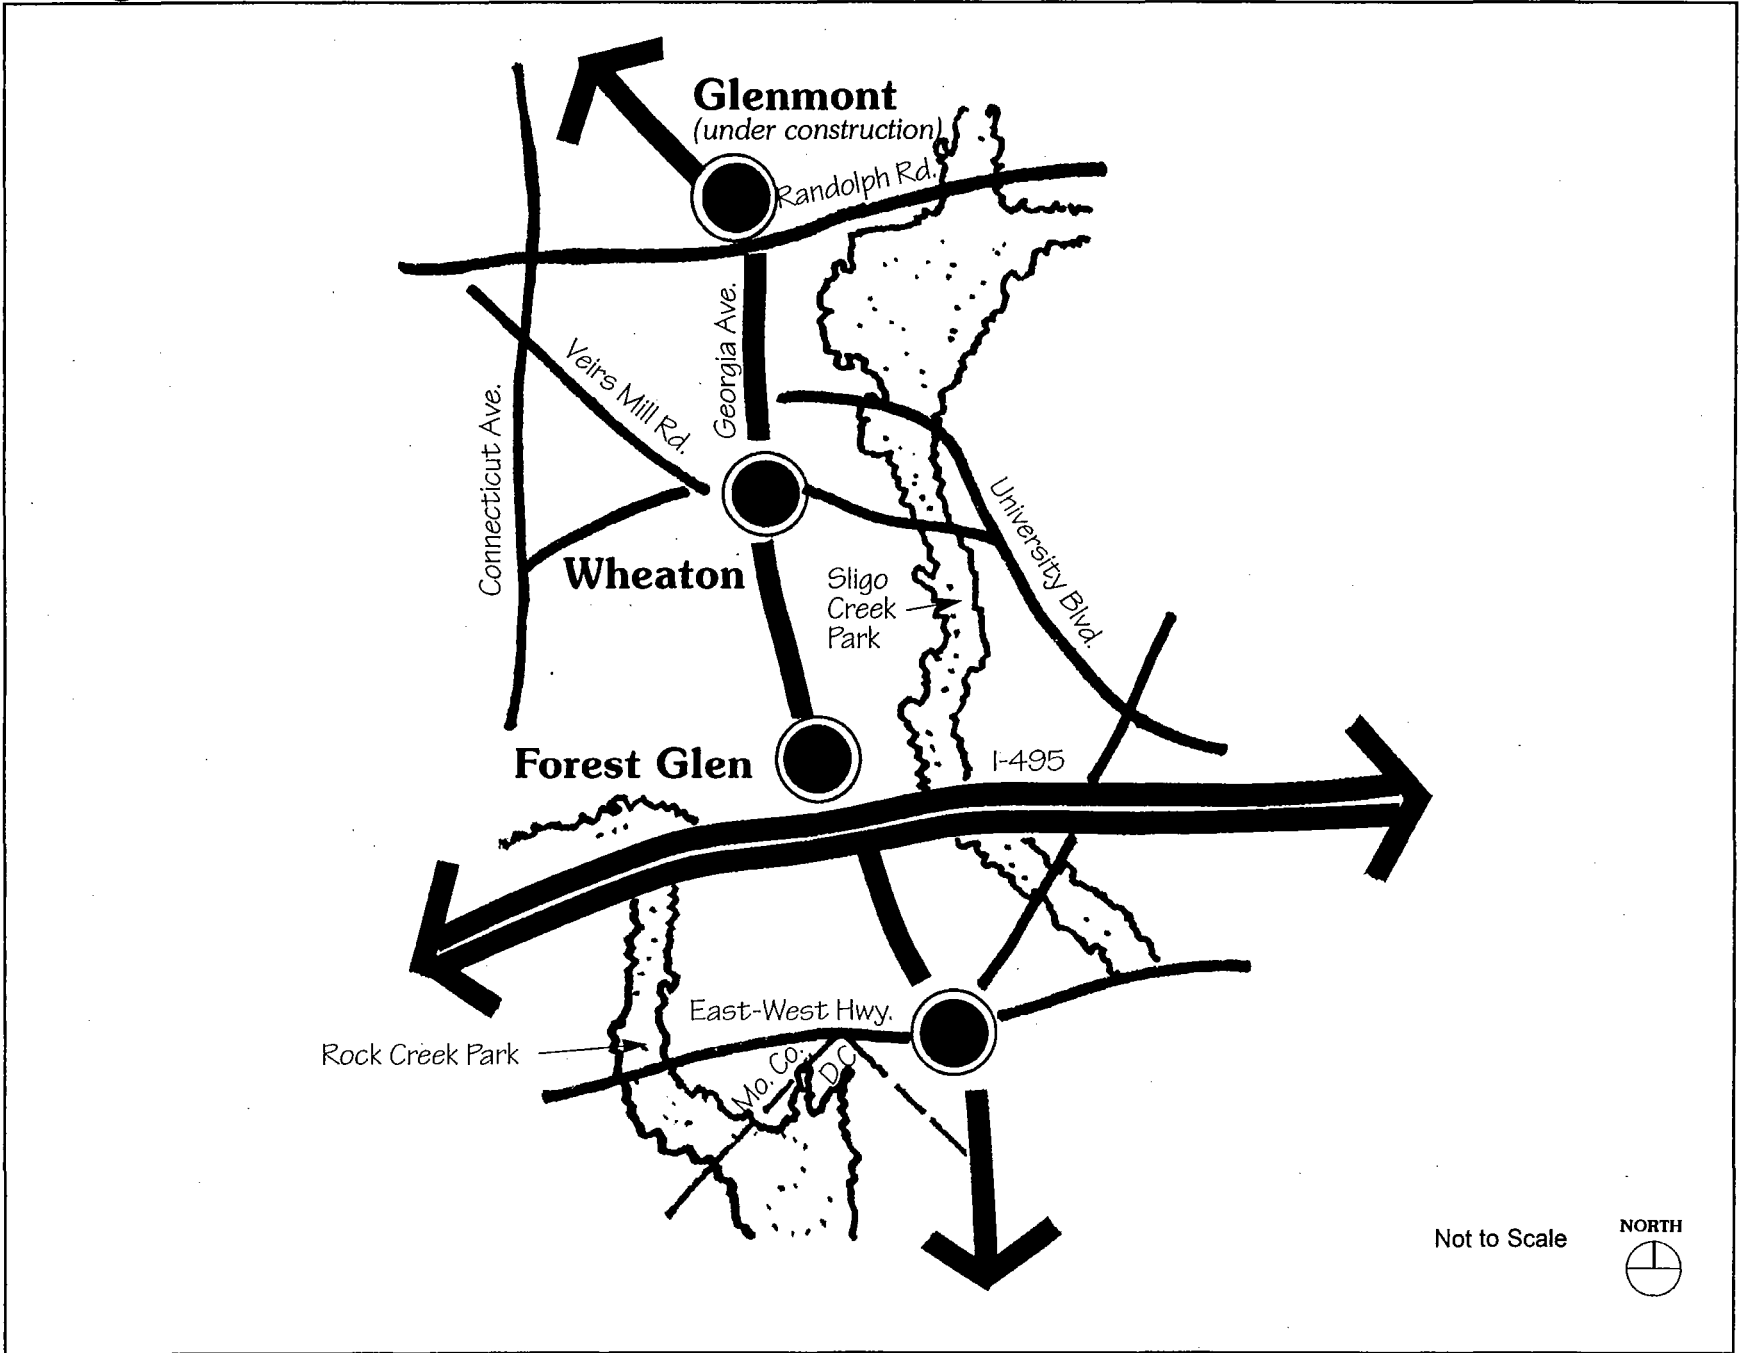 Glenmont
(under construction)
Randolph Rd.
Georgia Ave.
Veirs Mill Rd.
Connecticut Ave.
University Blvd.
Wheaton
Sligo
Creek
Park
Forest Glen
I-495
East-West Hwy.
Rock Creek Park
Mo. Co.
D.C.
Not to Scale
NORTH